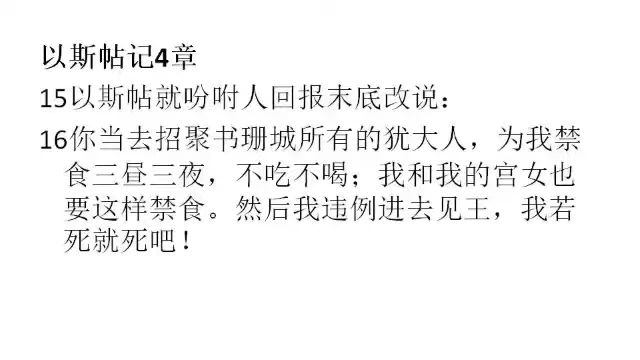 以斯帖记4章
15以斯帖就吩咐人回报末底改说：
16你当去招聚书珊城所有的犹大人，为我禁
食三昼三夜，不吃不喝；我和我的宫女也
要这样禁食。然后我违例进去见王，我若
死就死吧！